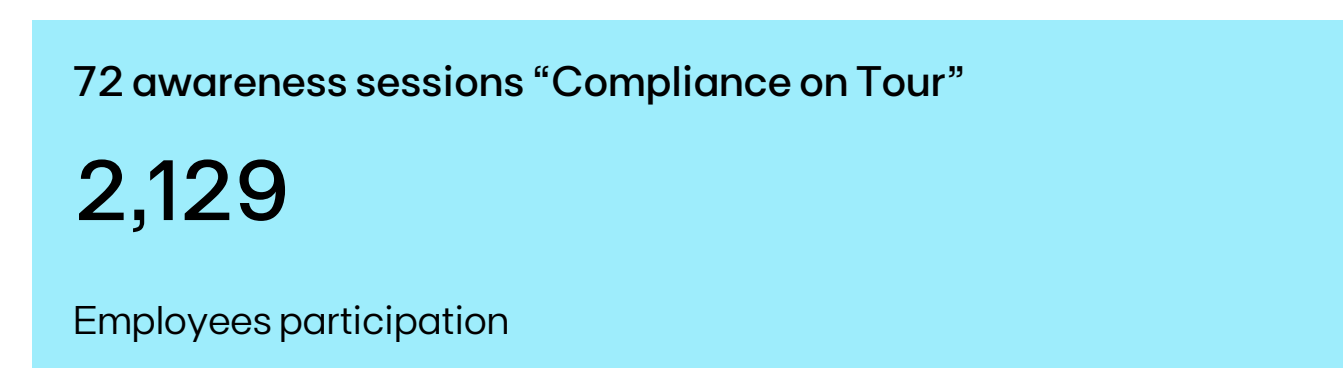 72 awareness sessions “Compliance on Tour”
2,129
Employees participation